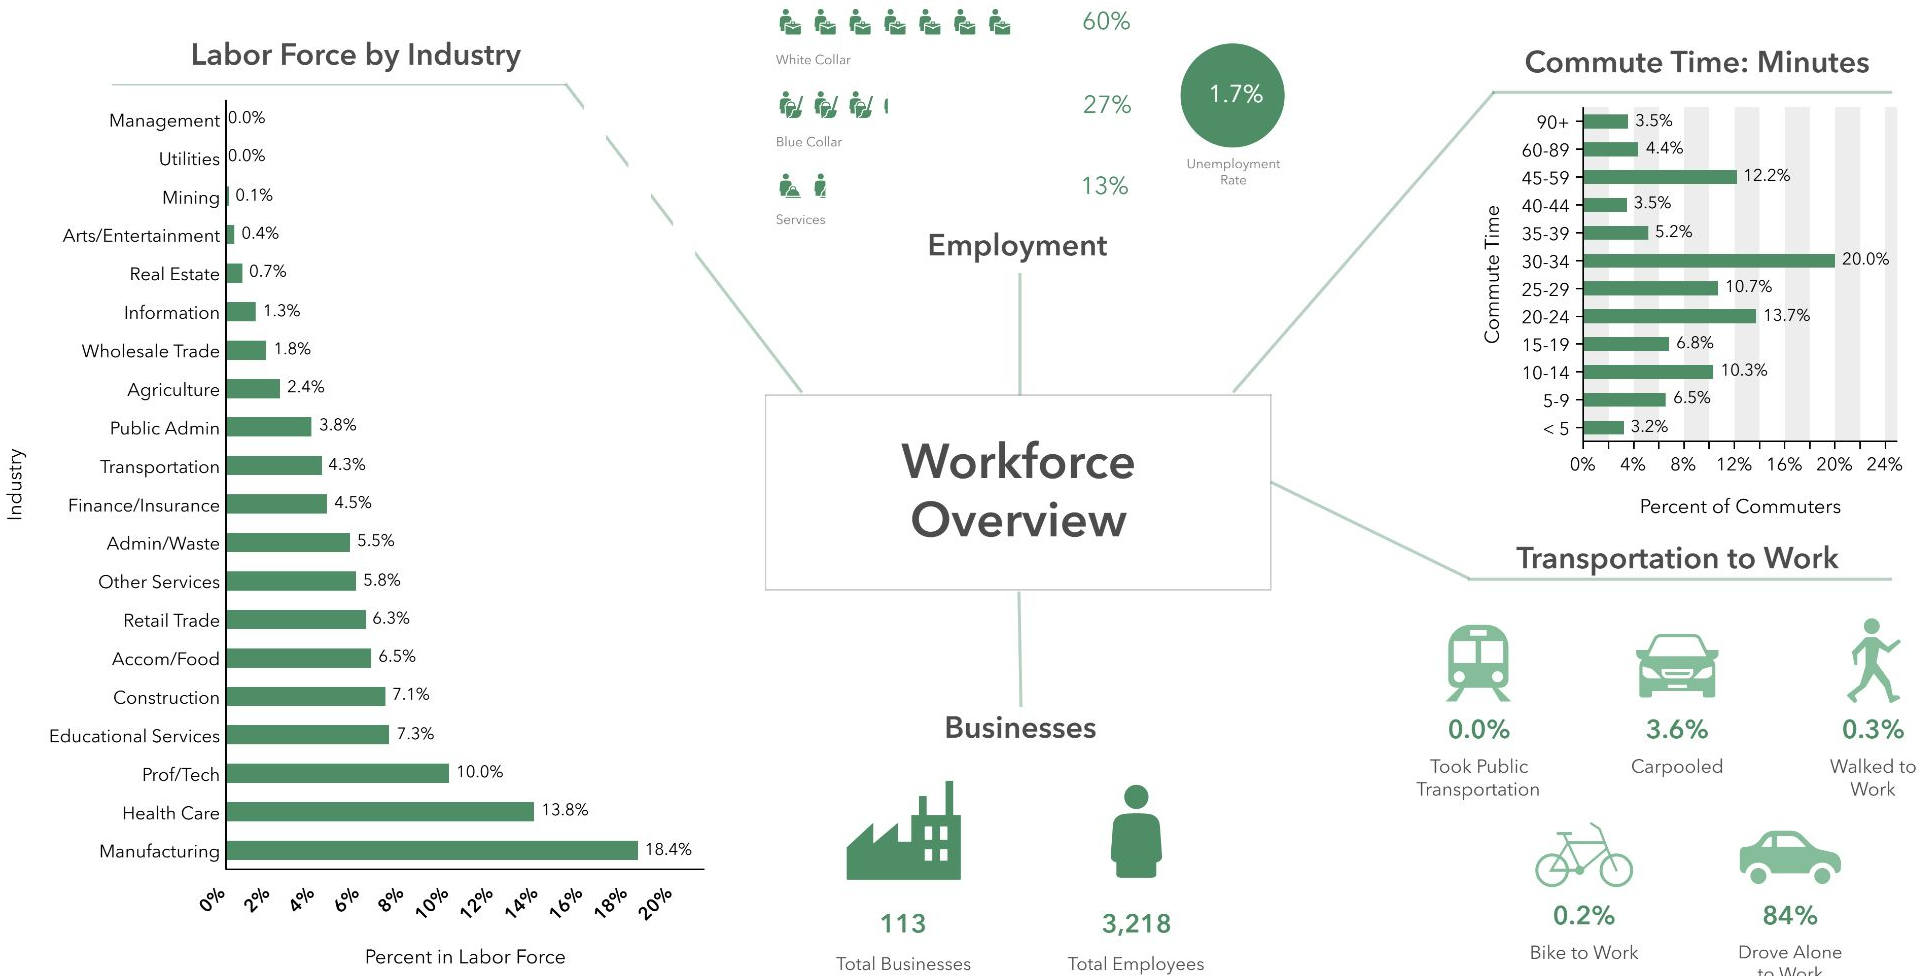 Labor Force by Industry
Management 0.0%
Utilities 0.0%
Mining 0.1%
Arts/Entertainment 0.4%
Real Estate 0.7%
Information 1.3%
Wholesale Trade 1.8%
Agriculture 2.4%
Public Admin 3.8%
Transportation 4.3%
Finance/Insurance 4.5%
Admin/Waste 5.5%
Other Services 5.8%
Retail Trade 6.3%
Accom/Food 6.5%
Construction 7.1%
Educational Services 7.3%
Prof/Tech 10.0%
Health Care 13.8%
Manufacturing 18.4%
Industry
0% 2% 4% 6% 8% 10% 12% 14% 16% 18% 20%
Percent in Labor Force
60%
White Collar
27%
Blue Collar
13%
Services
1.7%
Unemployment
Rate
Employment
Workforce
Overview
Businesses
113
Total Businesses
3,218
Total Employees
Commute Time: Minutes
90+ 3.5%
60-89 4.4%
45-59 12.2%
40-44 3.5%
35-39 5.2%
30-34 20.0%
25-29 10.7%
20-24 13.7%
15-19 6.8%
10-14 10.3%
5-9 6.5%
< 5 3.2%
Commute Time
0% 4% 8% 12% 16% 20% 24%
Percent of Commuters
Transportation to Work
0.0%
Took Public
Transportation
3.6%
Carpooled
0.3%
Walked to
Work
0.2%
Bike to Work
84%
Drove Alone
to Work